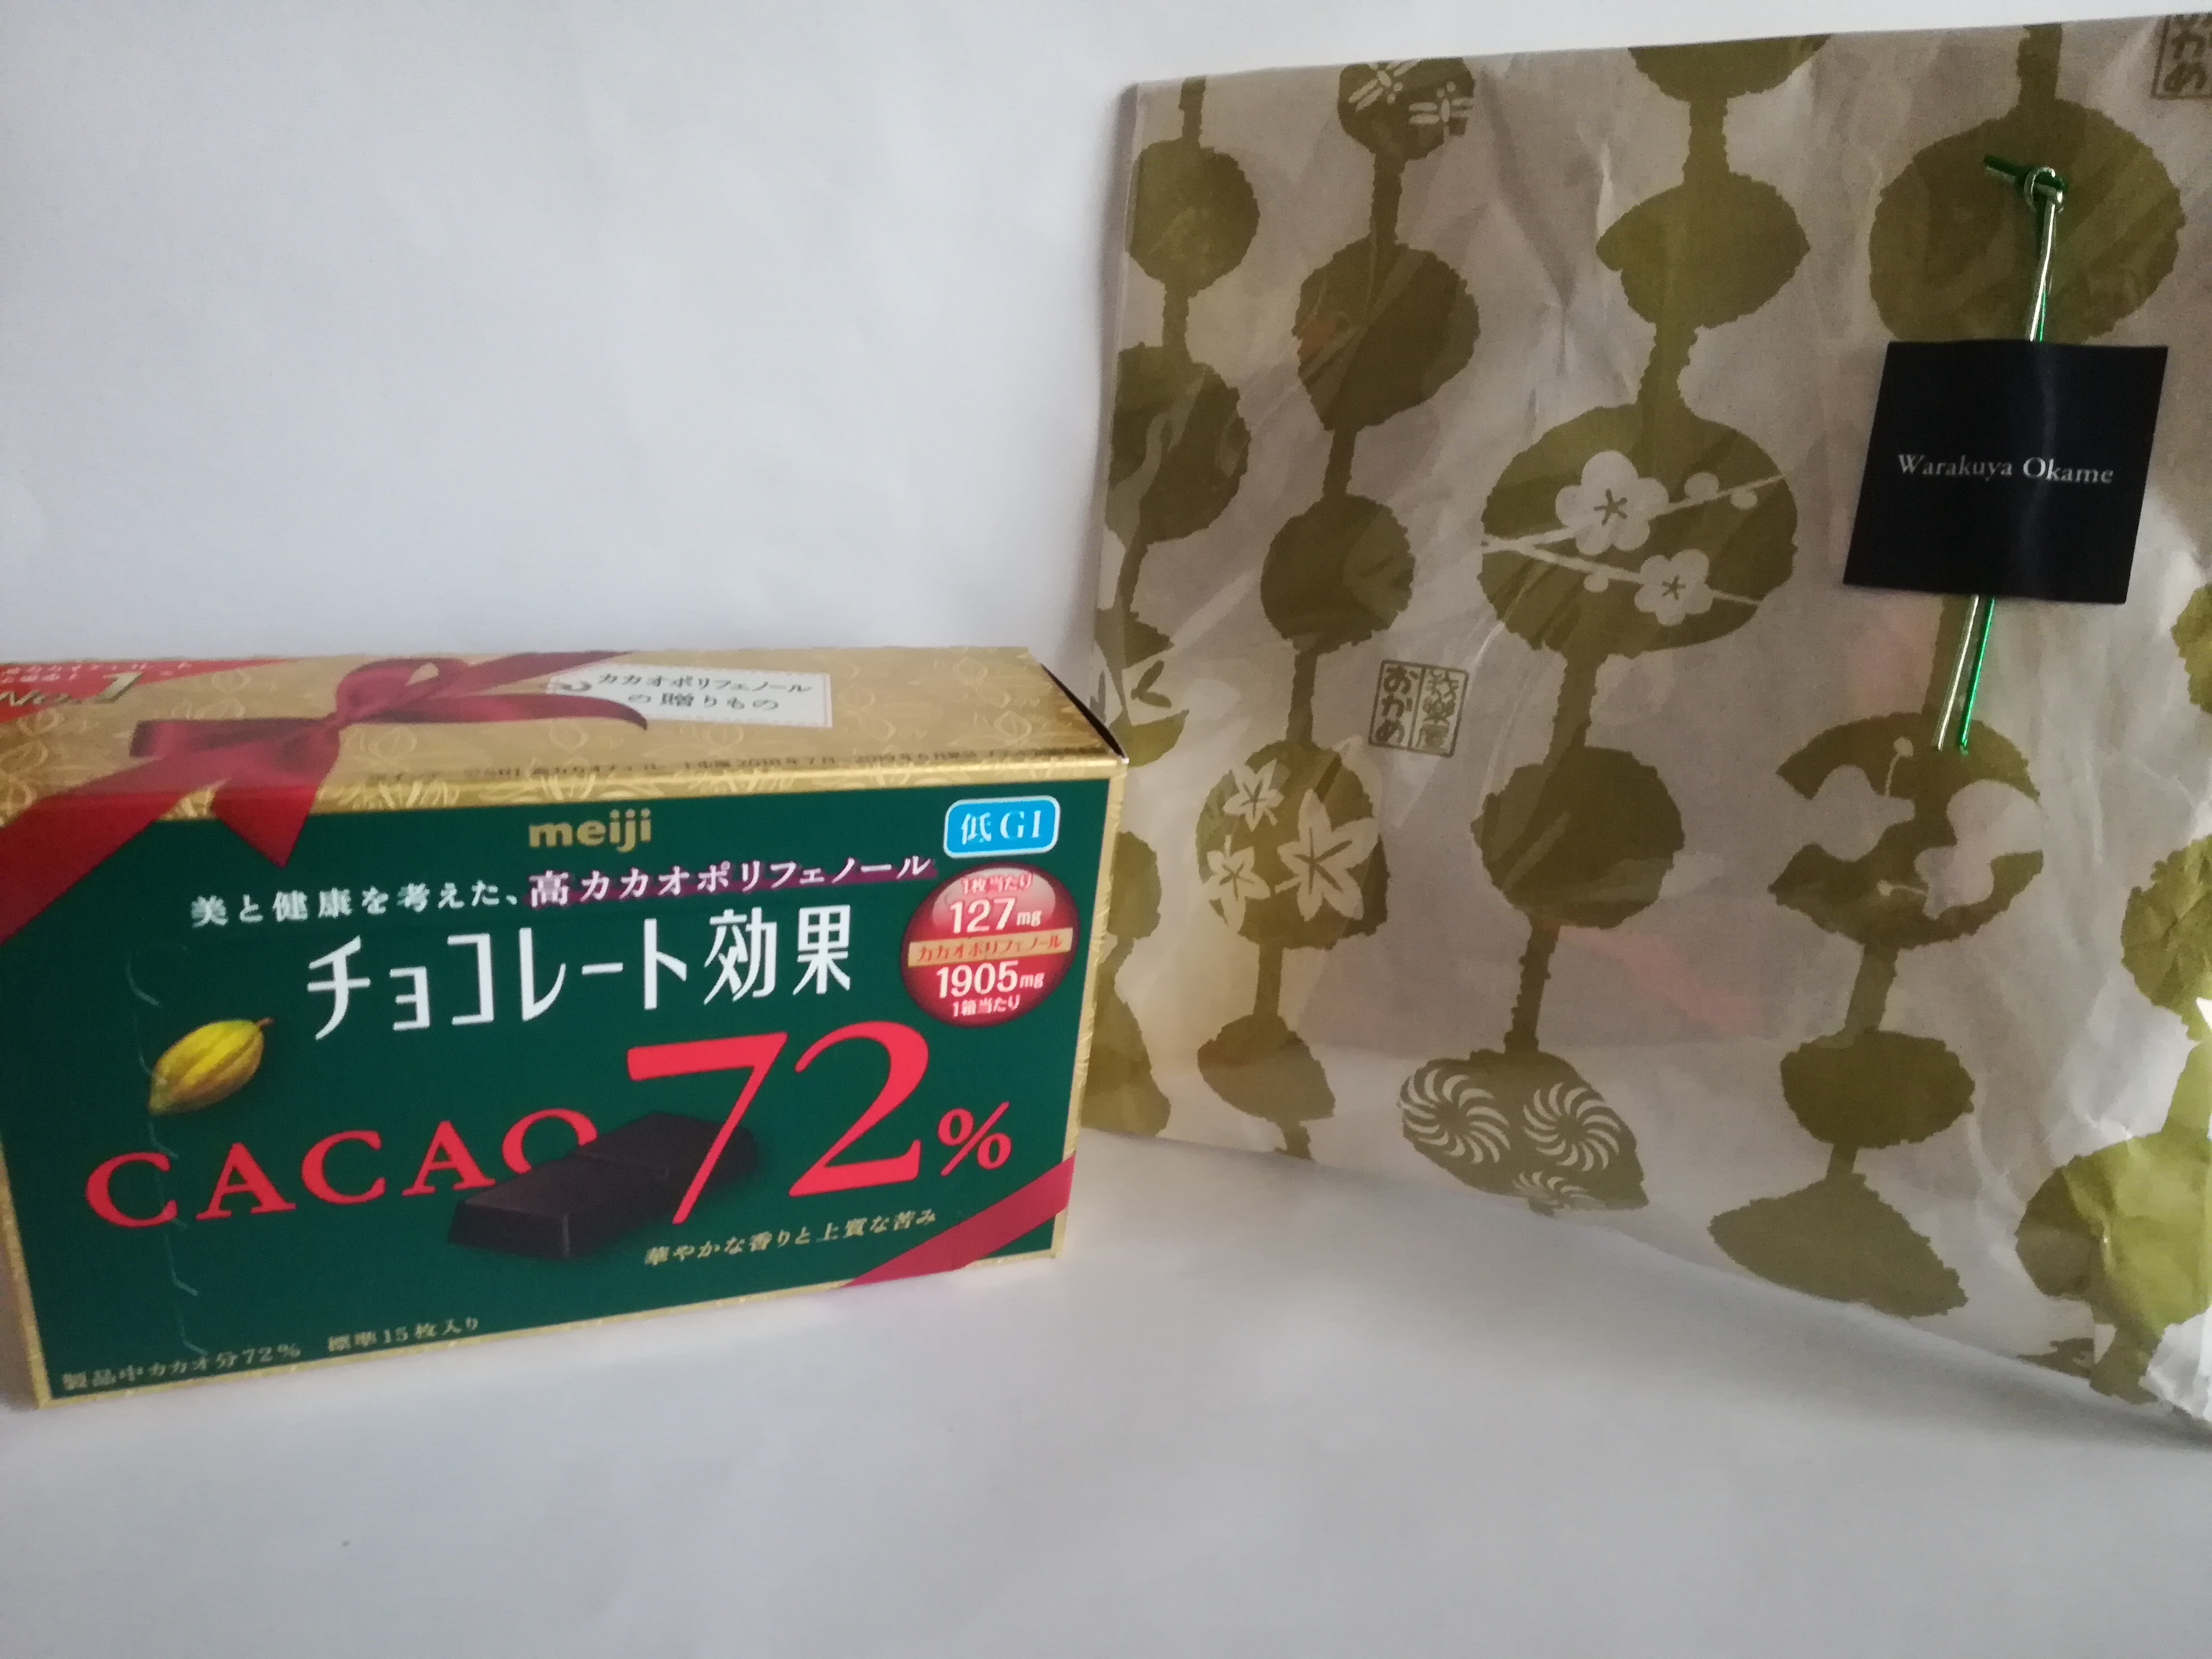 No.1
カカオポリフェノール
の贈りもの
meiji
低GI
美と健康を考えた、高カカオポリフェノール
チョコレート効果
1枚当たり
127mg
カカオポリフェノール
1905mg
1箱当たり
CACAO 72%
華やかな香りと上質な苦み
製品中カカオ分72% 標準15枚入り
Warakuya Okame
おかめ